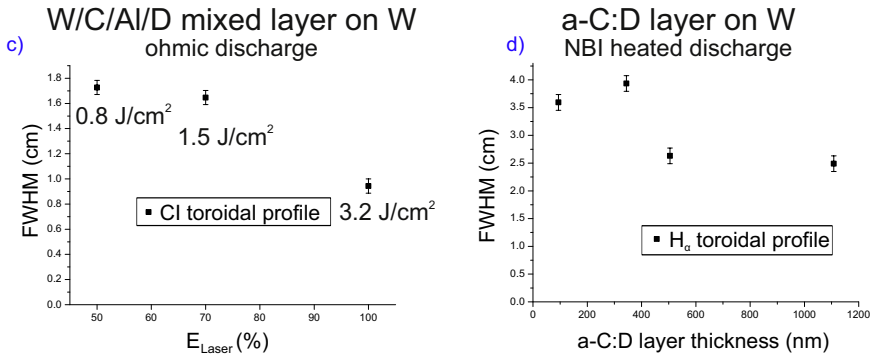 W/C/Al/D mixed layer on W
c)
ohmic discharge
1.8
1.6
1.4
1.2
1.0
0.8
0.6
0.4
0.2
0.0
FWHM (cm)
0.8 J/cm²
1.5 J/cm²
CI toroidal profile
3.2 J/cm²
50 60 70 80 90 100
E_Laser (%)
a-C:D layer on W
d)
NBI heated discharge
4.0
3.5
3.0
2.5
2.0
1.5
1.0
0.5
0.0
FWHM (cm)
Hα toroidal profile
0 200 400 600 800 1000 1200
a-C:D layer thickness (nm)